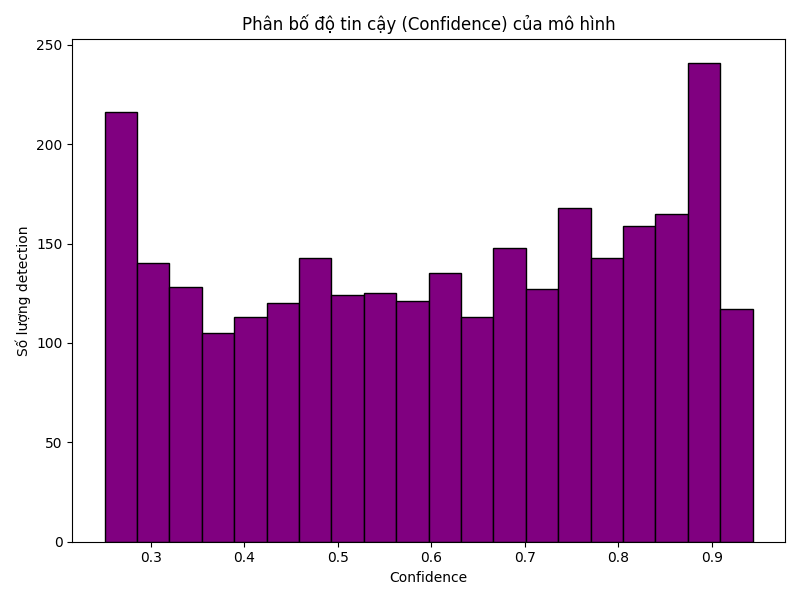 Phân bố độ tin cậy (Confidence) của mô hình
Số lượng detection
250
200
150
100
50
0
0.3 0.4 0.5 0.6 0.7 0.8 0.9
Confidence